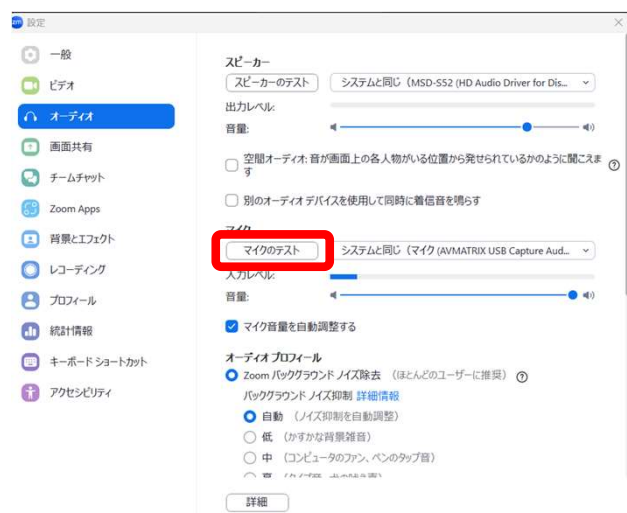 zm 設定
一般
ビデオ
オーディオ
画面共有
チームチャット
Zoom Apps
背景とエフェクト
レコーディング
プロフィール
統計情報
キーボード ショートカット
アクセシビリティ
スピーカー
スピーカーのテスト システムと同じ (MSD-S52 (HD Audio Driver for Dis...
出力レベル:
音量:
空間オーディオ: 音が画面上の各人物がいる位置から発せられているかのように聞こえま
す
別のオーディオ デバイスを使用して同時に着信音を鳴らす
マイク
マイクのテスト システムと同じ (マイク (AVMATRIX USB Capture Aud...
入力レベル:
音量:
マイク音量を自動調整する
オーディオ プロフィール
Zoom バックグラウンド ノイズ除去 (ほとんどのユーザーに推奨)
バックグラウンド ノイズ抑制 詳細情報
自動 (ノイズ抑制を自動調整)
低 (かすかな背景雑音)
中 (コンピュータのファン、ペンのタップ音)
詳細